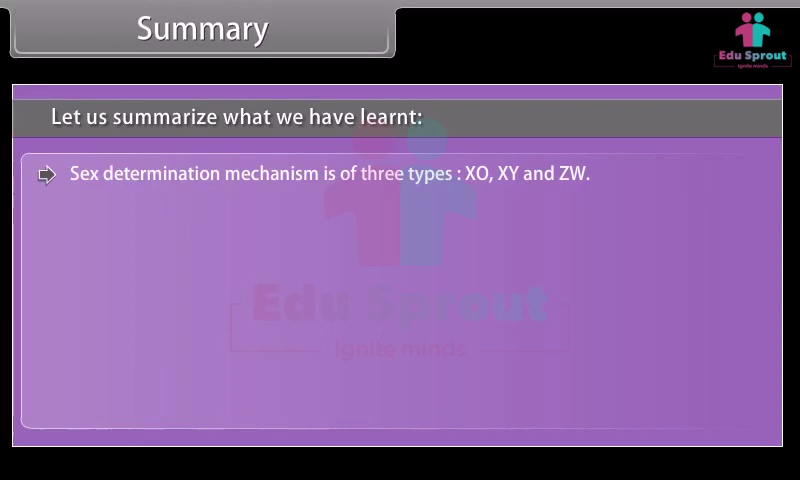 Summary
Edu Sprout
Ignite minds
Let us summarize what we have learnt:
Sex determination mechanism is of three types : XO, XY and ZW.
Edu Sprout
Ignite minds